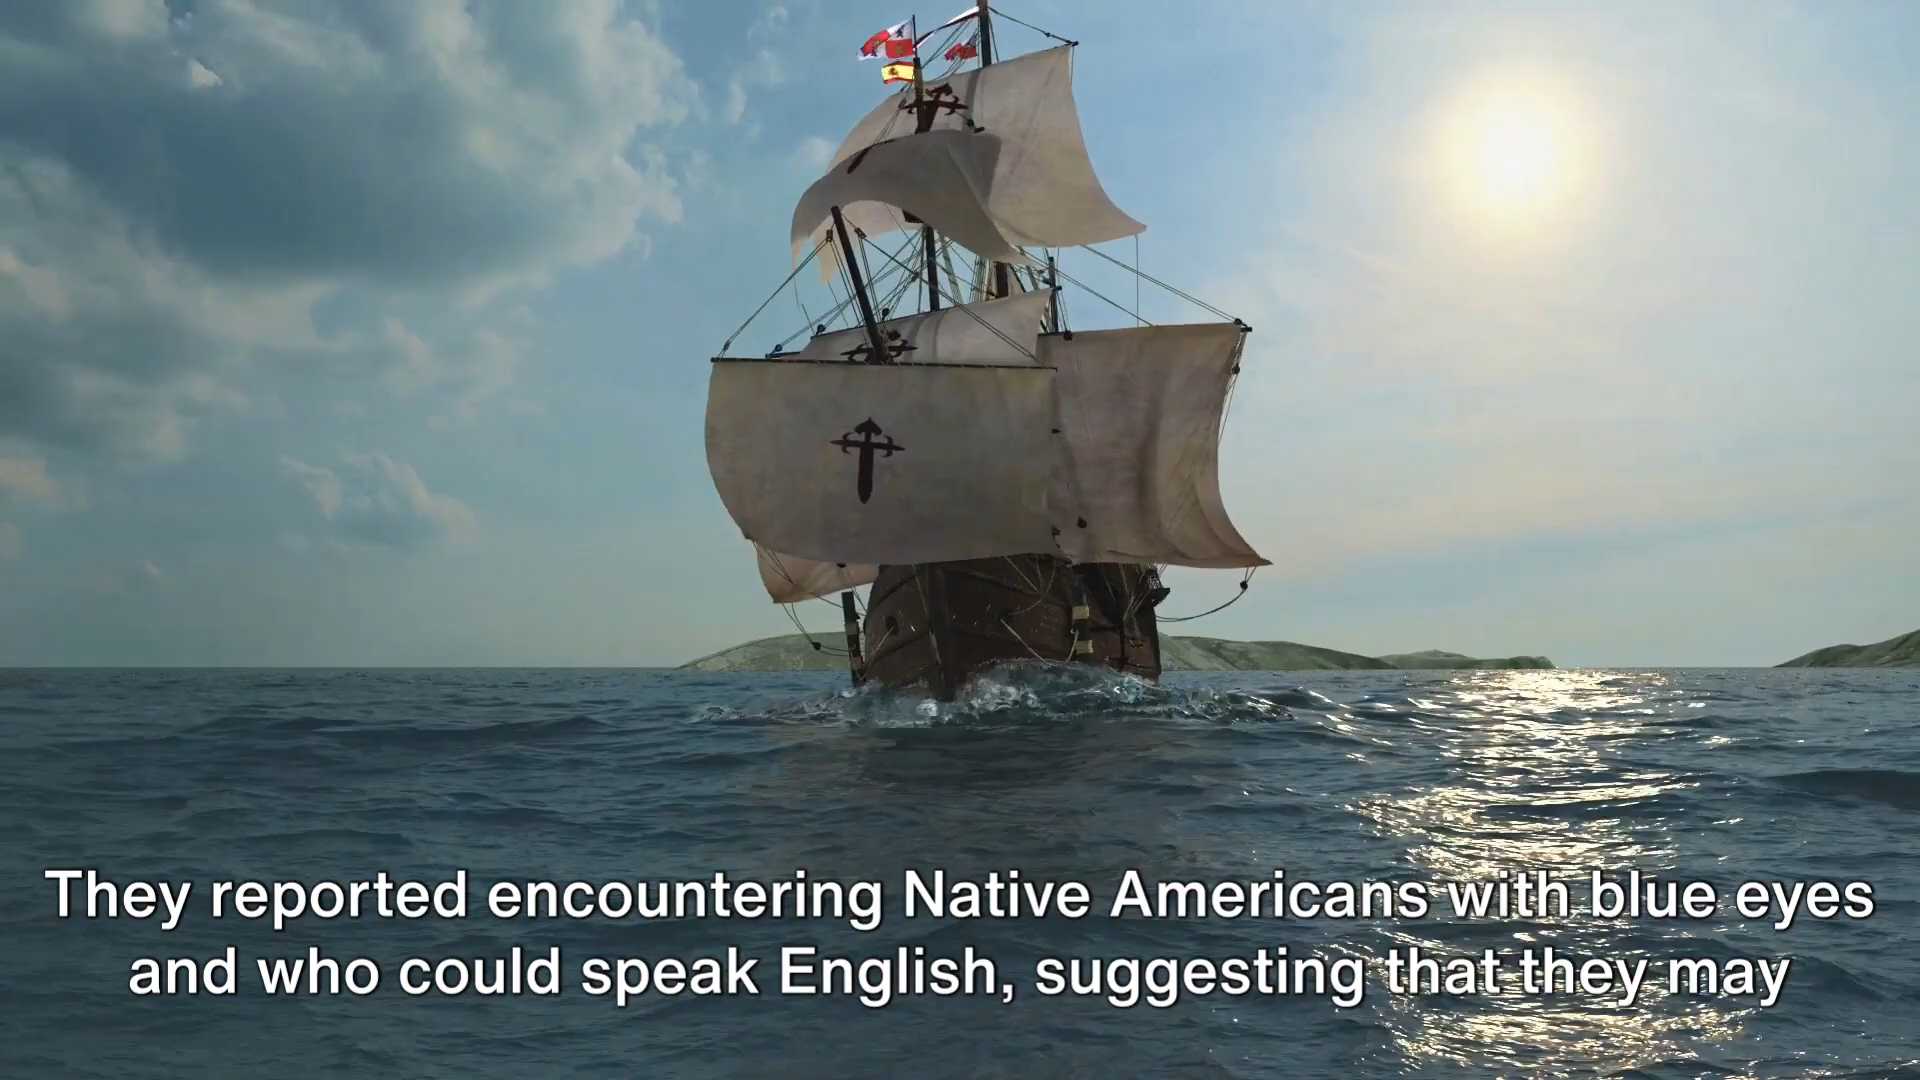 They reported encountering Native Americans with blue eyes
and who could speak English, suggesting that they may